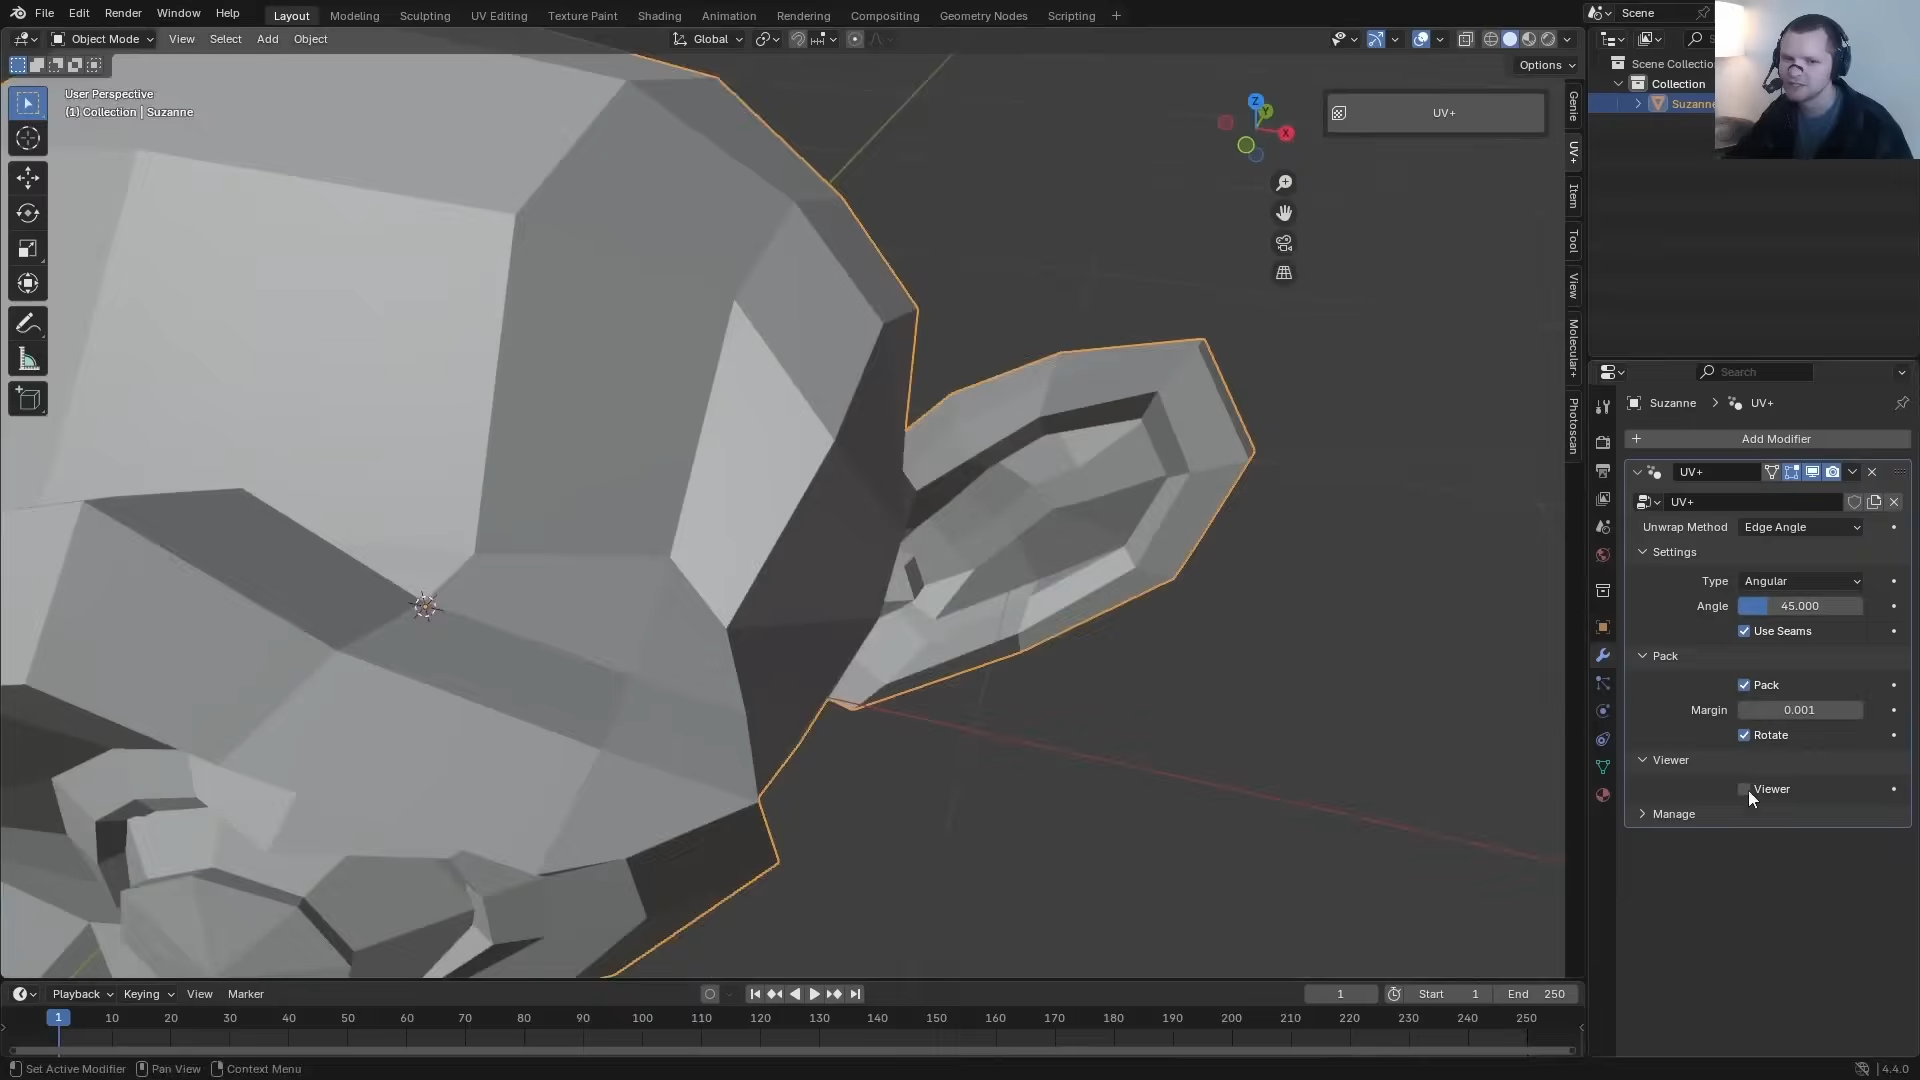 File Edit Render Window Help Layout Modeling Sculpting UV Editing Texture Paint Shading Animation Rendering Compositing Geometry Nodes Scripting + Scene
Object Mode View Select Add Object Global
Options
User Perspective
(1) Collection | Suzanne
Z
Y
X
UV+
Genie
UV+
Item
Tool
View
Molecular+
Photoscan
Scene Collectio
Collection
Suzanne
Search
Suzanne > UV+
+ Add Modifier
UV+
UV+
Unwrap Method Edge Angle
Settings
Type Angular
Angle 45.000
Use Seams
Pack
Pack
Margin 0.001
Rotate
Viewer
Viewer
Manage
Playback Keying View Marker 1 Start 1 End 250
1 10 20 30 40 50 60 70 80 90 100 110 120 130 140 150 160 170 180 190 200 210 220 230 240 250
Set Active Modifier Pan View Context Menu 4.4.0